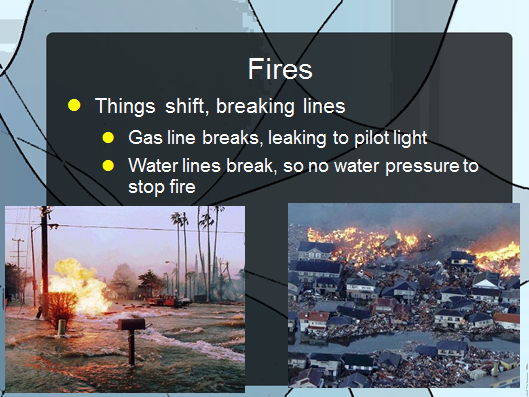 Fires
Things shift, breaking lines
Gas line breaks, leaking to pilot light
Water lines break, so no water pressure to
stop fire